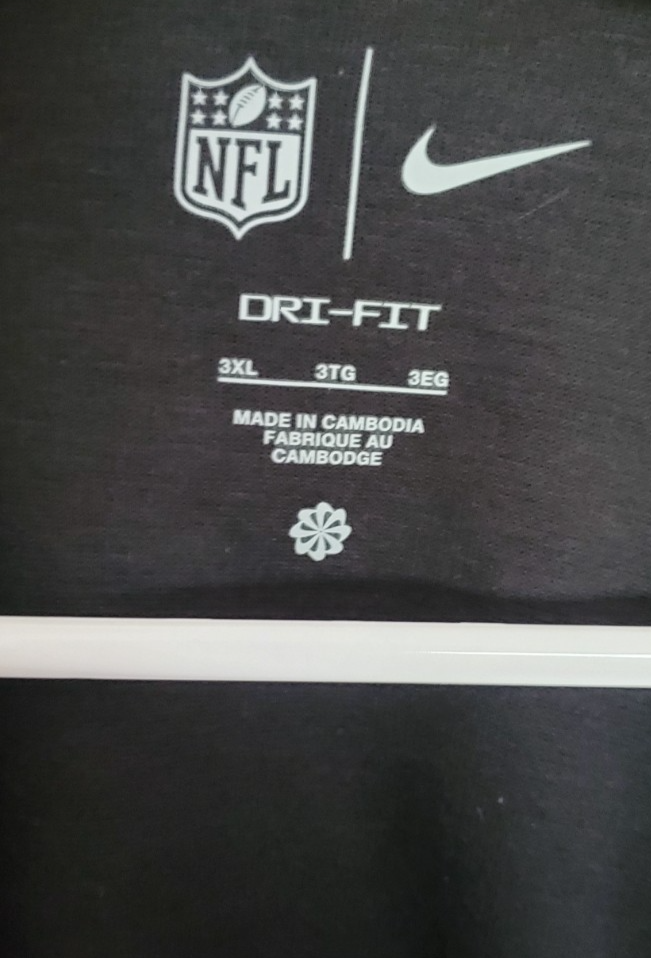 NFL
DRI-FIT
3XL 3TG 3EG
MADE IN CAMBODIA
FABRIQUE AU
CAMBODGE